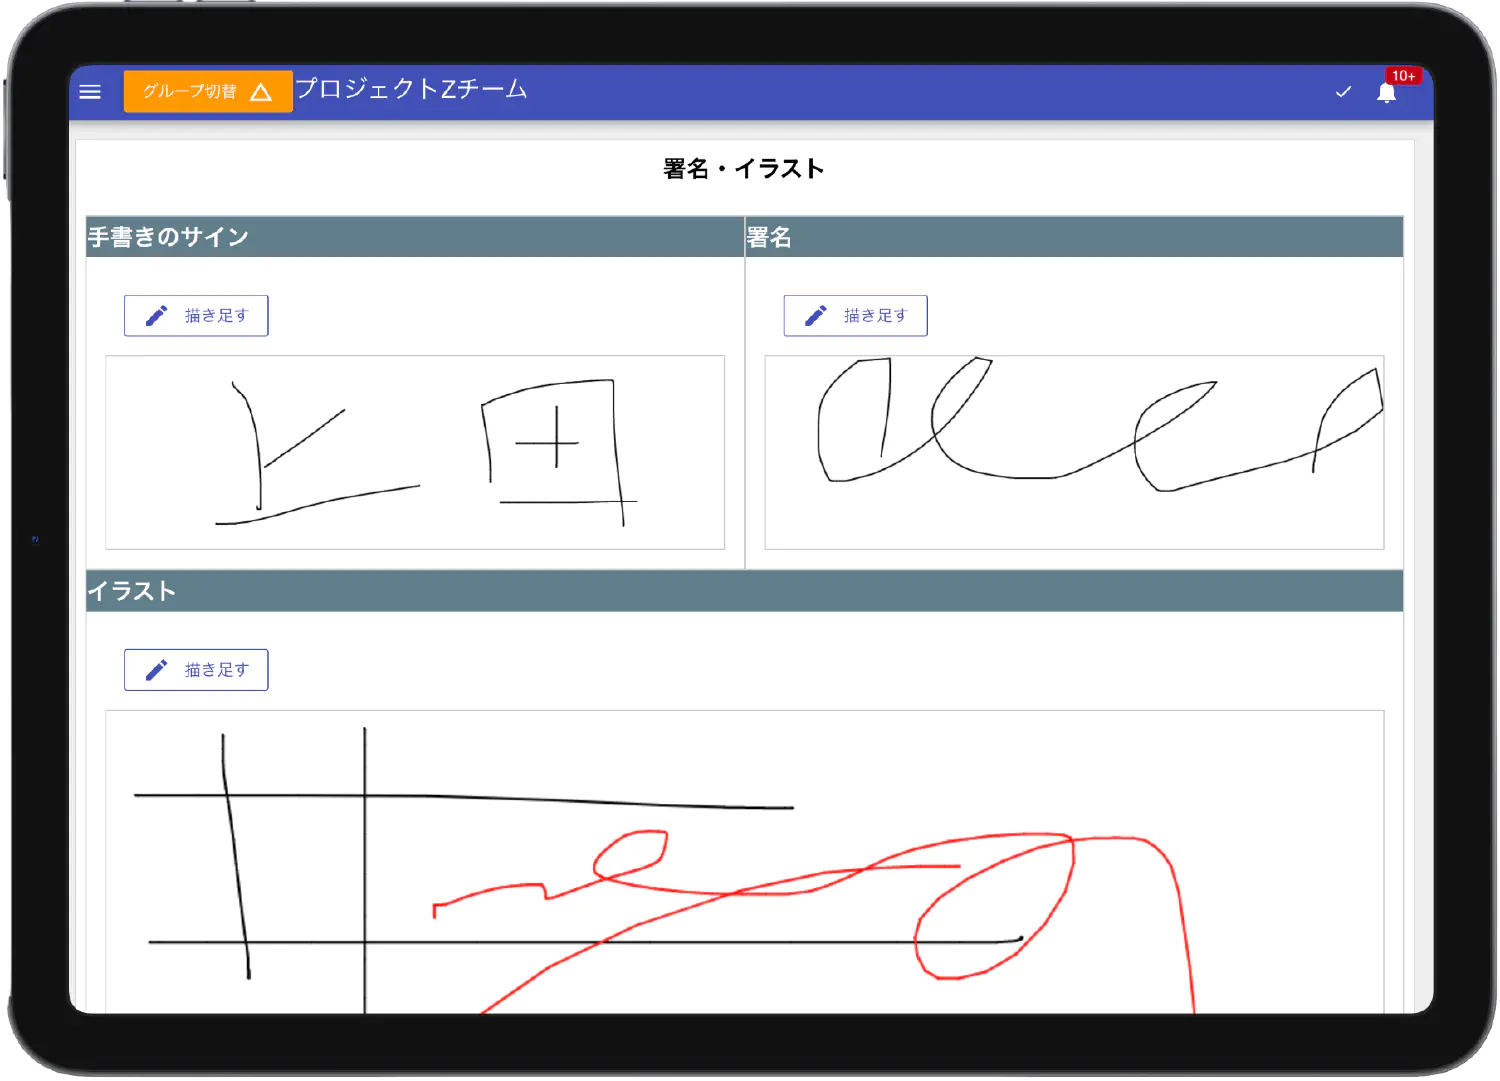 グループ切替 プロジェクトZチーム 10+
署名・イラスト
手書きのサイン 署名
描き足す 描き足す
イラスト
描き足す